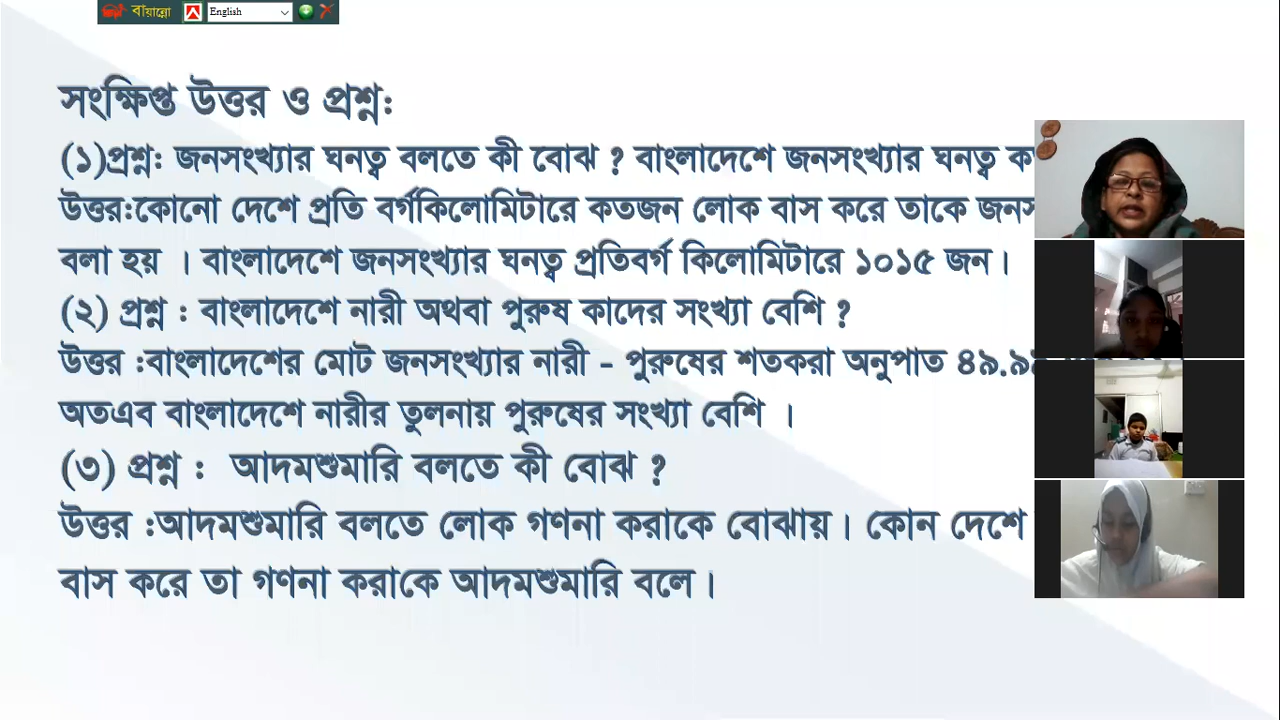 বায়ান্নো English
সংক্ষিপ্ত উত্তর ও প্রশ্ন:
(১)প্রশ্ন: জনসংখ্যার ঘনত্ব বলতে কী বোঝ ? বাংলাদেশে জনসংখ্যার ঘনত্ব
উত্তর:কোনো দেশে প্রতি বর্গকিলোমিটারে কতজন লোক বাস করে তাকে
বলা হয় । বাংলাদেশে জনসংখ্যার ঘনত্ব প্রতিবর্গ কিলোমিটারে ১০১৫ জন।
(২) প্রশ্ন : বাংলাদেশে নারী অথবা পুরুষ কাদের সংখ্যা বেশি ?
উত্তর :বাংলাদেশের মোট জনসংখ্যার নারী - পুরুষের শতকরা অনুপাত
অতএব বাংলাদেশে নারীর তুলনায় পুরুষের সংখ্যা বেশি ।
(৩) প্রশ্ন : আদমশুমারি বলতে কী বোঝ ?
উত্তর :আদমশুমারি বলতে লোক গণনা করাকে বোঝায়। কোন দেশে
বাস করে তা গণনা করাকে আদমশুমারি বলে।